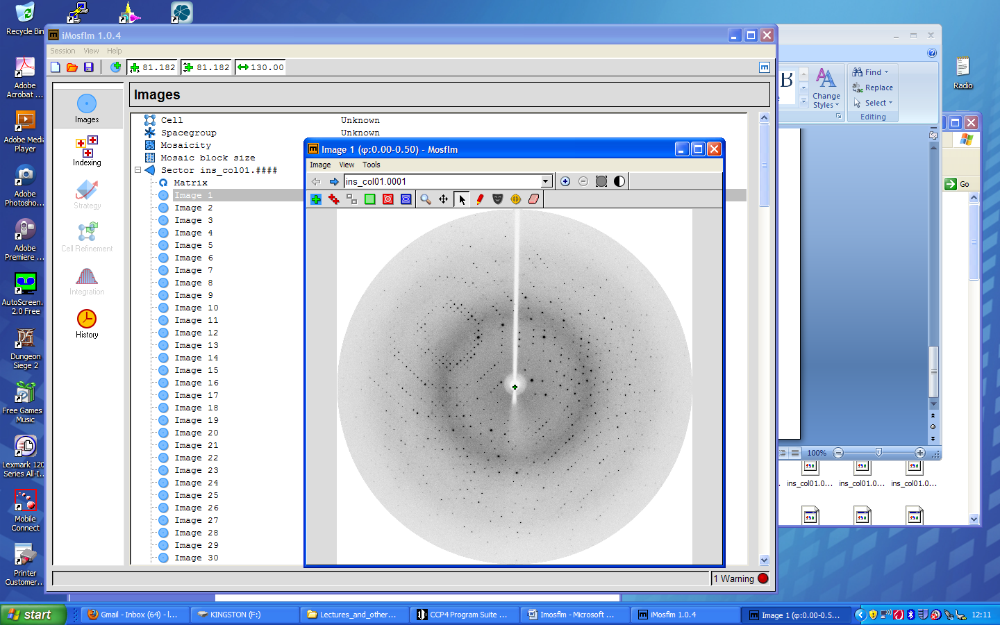 Recycle Bin
Adobe
Acrobat ...
Adobe Medi
Player
Adobe
Photosho...
Adobe
Premiere ...
AutoScreen.
2.0 Free
Dungeon
Siege 2
Free Games
Music
Lexmark 120
Series All-I...
Mobile
Connect
Printer
Customer...
Radio
iMosflm 1.0.4
Session View Help
81.182 81.182 130.00
Images
Indexing
Strategy
Cell Refinement
Integration
History
Images
Cell Unknown
Spacegroup Unknown
Mosaicity
Mosaic block size
Sector ins_col01.####
Matrix
Image 1
Image 2
Image 3
Image 4
Image 5
Image 6
Image 7
Image 8
Image 9
Image 10
Image 11
Image 12
Image 13
Image 14
Image 15
Image 16
Image 17
Image 18
Image 19
Image 20
Image 21
Image 22
Image 23
Image 24
Image 25
Image 26
Image 27
Image 28
Image 29
Image 30
1 Warning
Image 1 (φ:0.00-0.50) - Mosflm
Image View Tools
ins_col01.0001
Change
Styles
Find
Replace
Select
Editing
Go
100%
ins_col01.0... ins_col01.0... ins_col01.0...
start
Gmail - Inbox (64) - l...
KINGSTON (F:)
Lectures_and_other...
CCP4 Program Suite ...
Imosflm - Microsoft ...
iMosflm 1.0.4
Image 1 (φ:0.00-0.5...
12:11